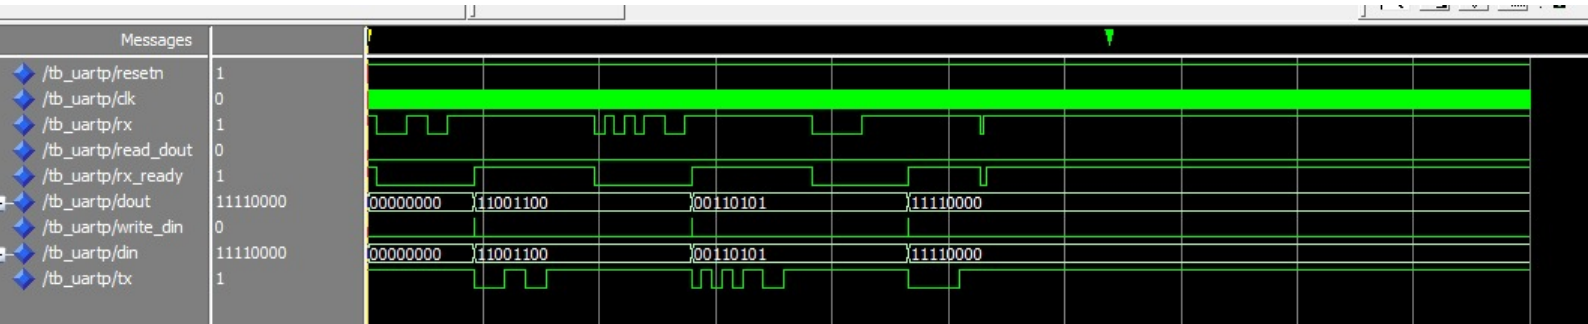 Messages
/tb_uartp/resetn 1
/tb_uartp/clk 0
/tb_uartp/rx 1
/tb_uartp/read_dout 0
/tb_uartp/rx_ready 1
/tb_uartp/dout 11110000 00000000 11001100 00110101 11110000
/tb_uartp/write_din 0
/tb_uartp/din 11110000 00000000 11001100 00110101 11110000
/tb_uartp/tx 1